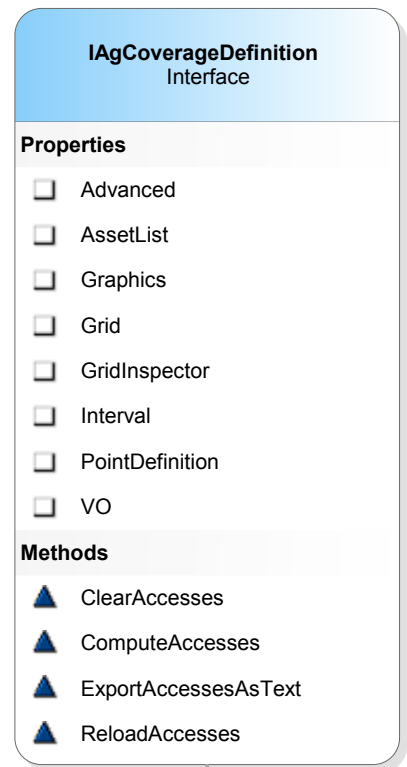 IAgCoverageDefinition
Interface
Properties
Advanced
AssetList
Graphics
Grid
GridInspector
Interval
PointDefinition
VO
Methods
ClearAccesses
ComputeAccesses
ExportAccessesAsText
ReloadAccesses